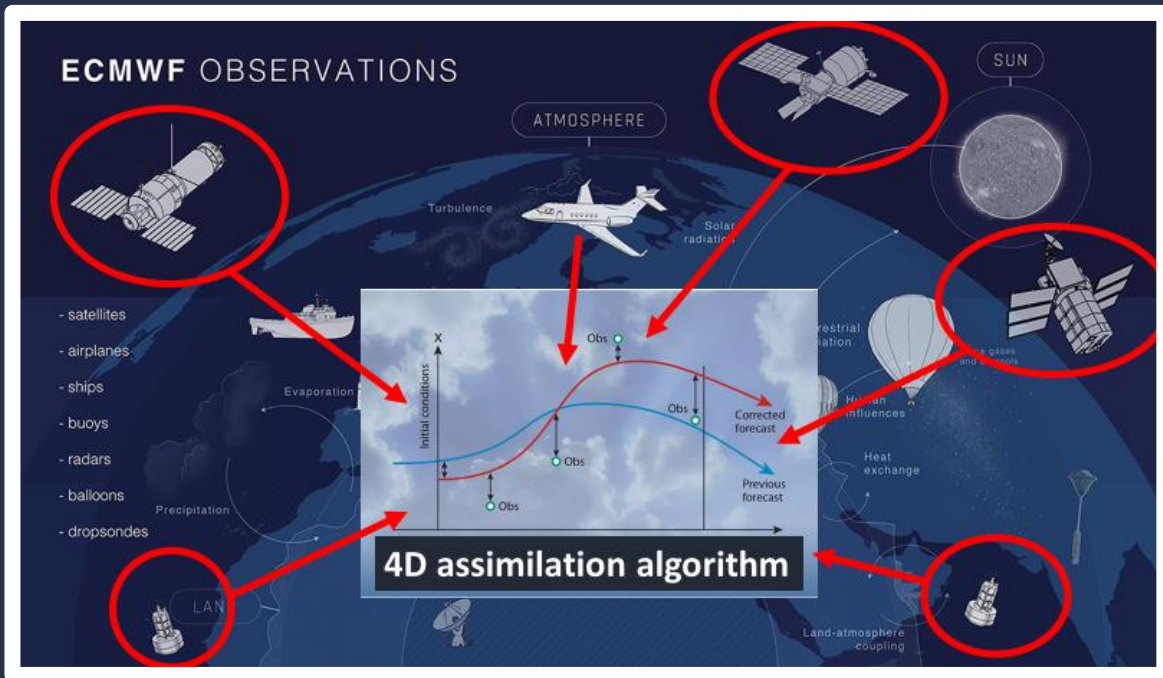 ECMWF OBSERVATIONS
SUN
ATMOSPHERE
Turbulence
Solar
radiation
- satellites
- airplanes
- ships
- buoys
- radars
- balloons
- dropsondes
Evaporation
Precipitation
X
Initial conditions
Obs
Obs
Obs
Obs
Corrected
forecast
Previous
forecast
4D assimilation algorithm
Human
influences
Heat
exchange
LAN
Land-atmosphere
coupling